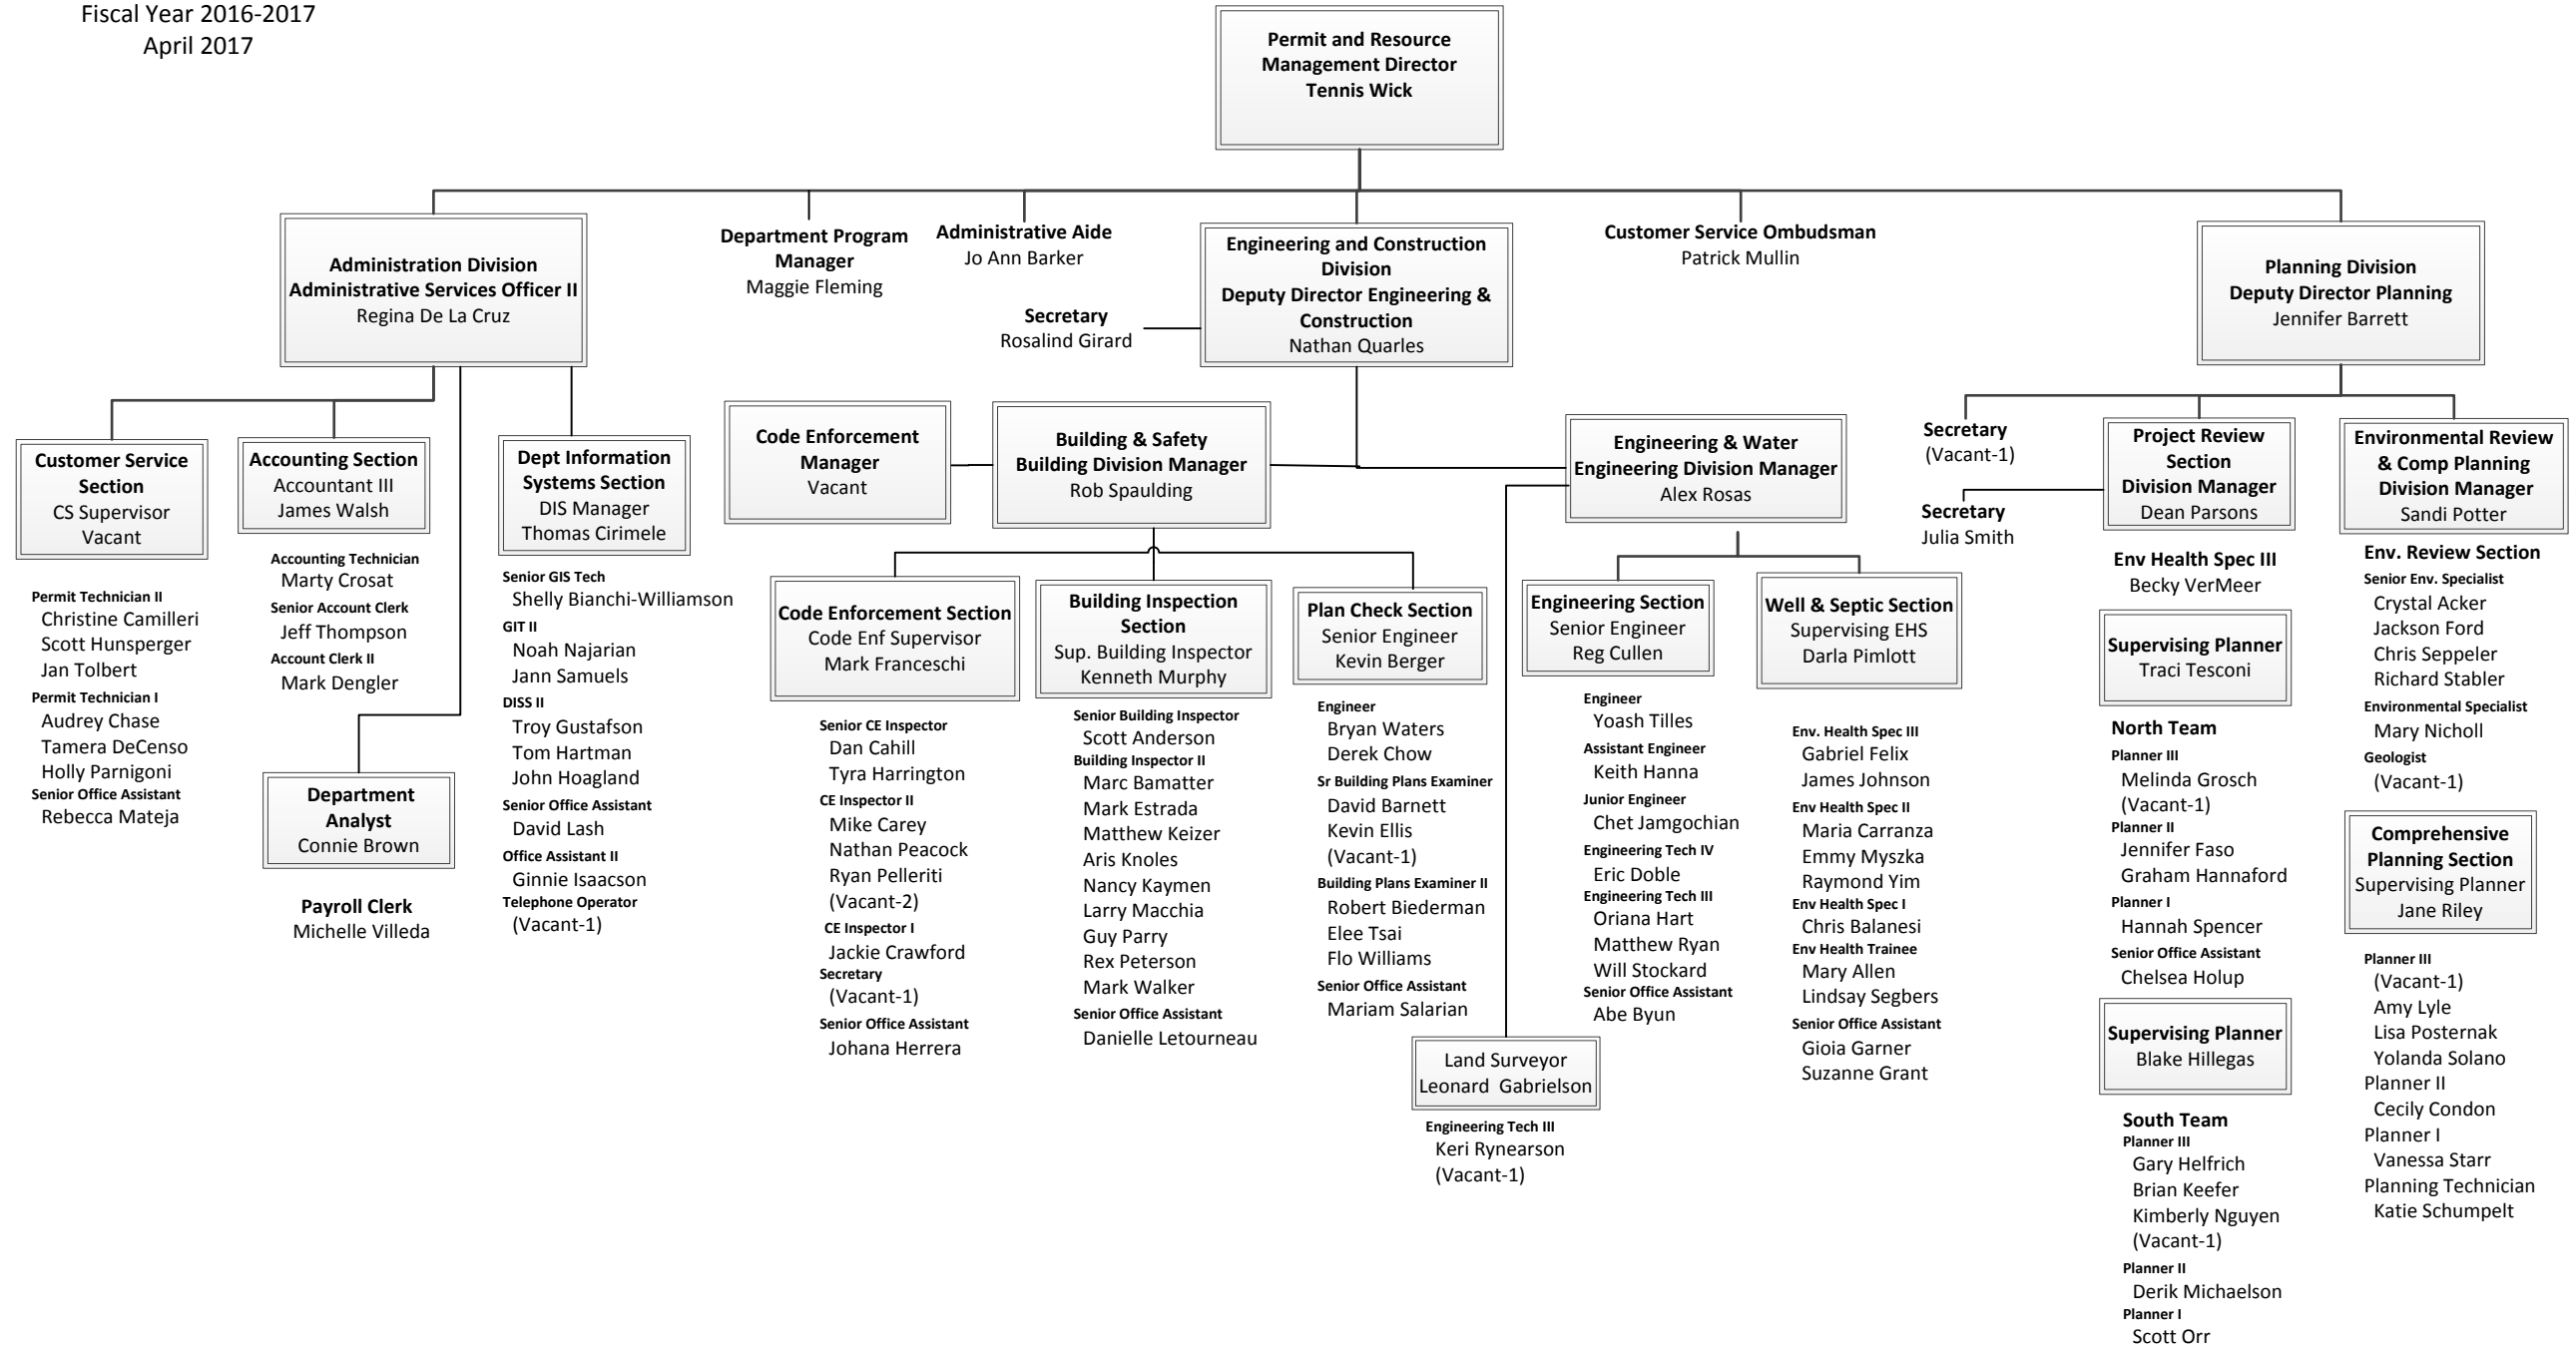 Fiscal Year 2016-2017
April 2017
Permit and Resource
Management Director
Tennis Wick
Administration Division
Administrative Services Officer II
Regina De La Cruz
Department Program
Manager
Maggie Fleming
Administrative Aide
Jo Ann Barker
Secretary
Rosalind Girard
Engineering and Construction
Division
Deputy Director Engineering &
Construction
Nathan Quarles
Customer Service Ombudsman
Patrick Mullin
Planning Division
Deputy Director Planning
Jennifer Barrett
Customer Service
Section
CS Supervisor
Vacant
Permit Technician II
Christine Camilleri
Scott Hunsperger
Jan Tolbert
Permit Technician I
Audrey Chase
Tamera DeCenso
Holly Parnigoni
Senior Office Assistant
Rebecca Mateja
Accounting Section
Accountant III
James Walsh
Accounting Technician
Marty Crosat
Senior Account Clerk
Jeff Thompson
Account Clerk II
Mark Dengler
Department
Analyst
Connie Brown
Payroll Clerk
Michelle Villeda
Dept Information
Systems Section
DIS Manager
Thomas Cirimele
Senior GIS Tech
Shelly Bianchi-Williamson
GIT II
Noah Najarian
Jann Samuels
DISS II
Troy Gustafson
Tom Hartman
John Hoagland
Senior Office Assistant
David Lash
Office Assistant II
Ginnie Isaacson
Telephone Operator
(Vacant-1)
Code Enforcement
Manager
Vacant
Building & Safety
Building Division Manager
Rob Spaulding
Engineering & Water
Engineering Division Manager
Alex Rosas
Code Enforcement Section
Code Enf Supervisor
Mark Franceschi
Senior CE Inspector
Dan Cahill
Tyra Harrington
CE Inspector II
Mike Carey
Nathan Peacock
Ryan Pelleriti
(Vacant-2)
CE Inspector I
Jackie Crawford
Secretary
(Vacant-1)
Senior Office Assistant
Johana Herrera
Building Inspection
Section
Sup. Building Inspector
Kenneth Murphy
Senior Building Inspector
Scott Anderson
Building Inspector II
Marc Bamatter
Mark Estrada
Matthew Keizer
Aris Knoles
Nancy Kaymen
Larry Macchia
Guy Parry
Rex Peterson
Mark Walker
Senior Office Assistant
Danielle Letourneau
Plan Check Section
Senior Engineer
Kevin Berger
Engineer
Bryan Waters
Derek Chow
Sr Building Plans Examiner
David Barnett
Kevin Ellis
(Vacant-1)
Building Plans Examiner II
Robert Biederman
Elee Tsai
Flo Williams
Senior Office Assistant
Mariam Salarian
Engineering Section
Senior Engineer
Reg Cullen
Engineer
Yoash Tilles
Assistant Engineer
Keith Hanna
Junior Engineer
Chet Jamgochian
Engineering Tech IV
Eric Doble
Engineering Tech III
Oriana Hart
Matthew Ryan
Will Stockard
Senior Office Assistant
Abe Byun
Land Surveyor
Leonard  Gabrielson
Engineering Tech III
Keri Rynearson
(Vacant-1)
Well & Septic Section
Supervising EHS
Darla Pimlott
Env. Health Spec III
Gabriel Felix
James Johnson
Env Health Spec II
Maria Carranza
Emmy Myszka
Raymond Yim
Env Health Spec I
Chris Balanesi
Env Health Trainee
Mary Allen
Lindsay Segbers
Senior Office Assistant
Gioia Garner
Suzanne Grant
Secretary
(Vacant-1)
Secretary
Julia Smith
Project Review
Section
Division Manager
Dean Parsons
Env Health Spec III
Becky VerMeer
Supervising Planner
Traci Tesconi
North Team
Planner III
Melinda Grosch
(Vacant-1)
Planner II
Jennifer Faso
Graham Hannaford
Planner I
Hannah Spencer
Senior Office Assistant
Chelsea Holup
Supervising Planner
Blake Hillegas
South Team
Planner III
Gary Helfrich
Brian Keefer
Kimberly Nguyen
(Vacant-1)
Planner II
Derik Michaelson
Planner I
Scott Orr
Environmental Review
& Comp Planning
Division Manager
Sandi Potter
Env. Review Section
Senior Env. Specialist
Crystal Acker
Jackson Ford
Chris Seppeler
Richard Stabler
Environmental Specialist
Mary Nicholl
Geologist
(Vacant-1)
Comprehensive
Planning Section
Supervising Planner
Jane Riley
Planner III
(Vacant-1)
Amy Lyle
Lisa Posternak
Yolanda Solano
Planner II
Cecily Condon
Planner I
Vanessa Starr
Planning Technician
Katie Schumpelt